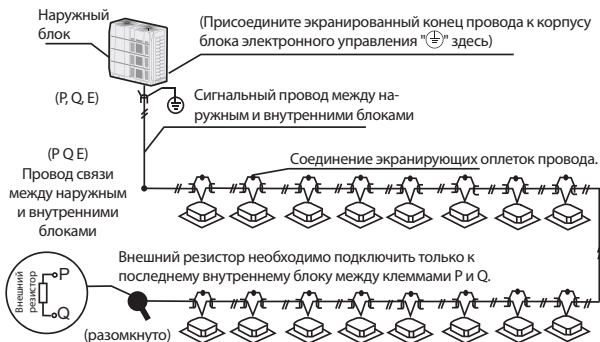 Наружный
блок
(Присоедините экранированный конец провода к корпусу
блока электронного управления "⏚" здесь)
(P, Q, E)
Сигнальный провод между на-
ружным и внутренними блоками
(P Q E)
Провод связи
между наружным
и внутренними
блоками
Соединение экранирующих оплеток провода.
Внешний резистор необходимо подключить только к
последнему внутреннему блоку между клеммами P и Q.
Внешний
резистор
P
Q
(разомкнуто)